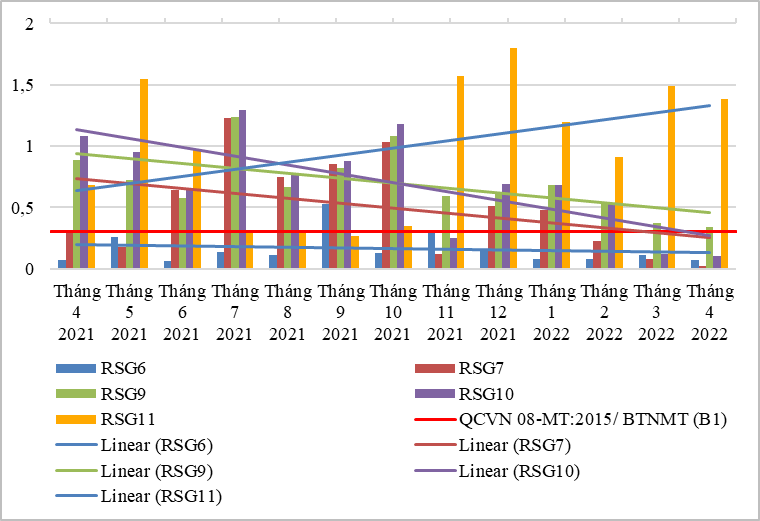 2
1,5
1
0,5
0
Tháng 4 2021
Tháng 5 2021
Tháng 6 2021
Tháng 7 2021
Tháng 8 2021
Tháng 9 2021
Tháng 10 2021
Tháng 11 2021
Tháng 12 2021
Tháng 1 2022
Tháng 2 2022
Tháng 3 2022
Tháng 4 2022
RSG6
RSG7
RSG9
RSG10
RSG11
QCVN 08-MT:2015/ BTNMT (B1)
Linear (RSG6)
Linear (RSG7)
Linear (RSG9)
Linear (RSG10)
Linear (RSG11)